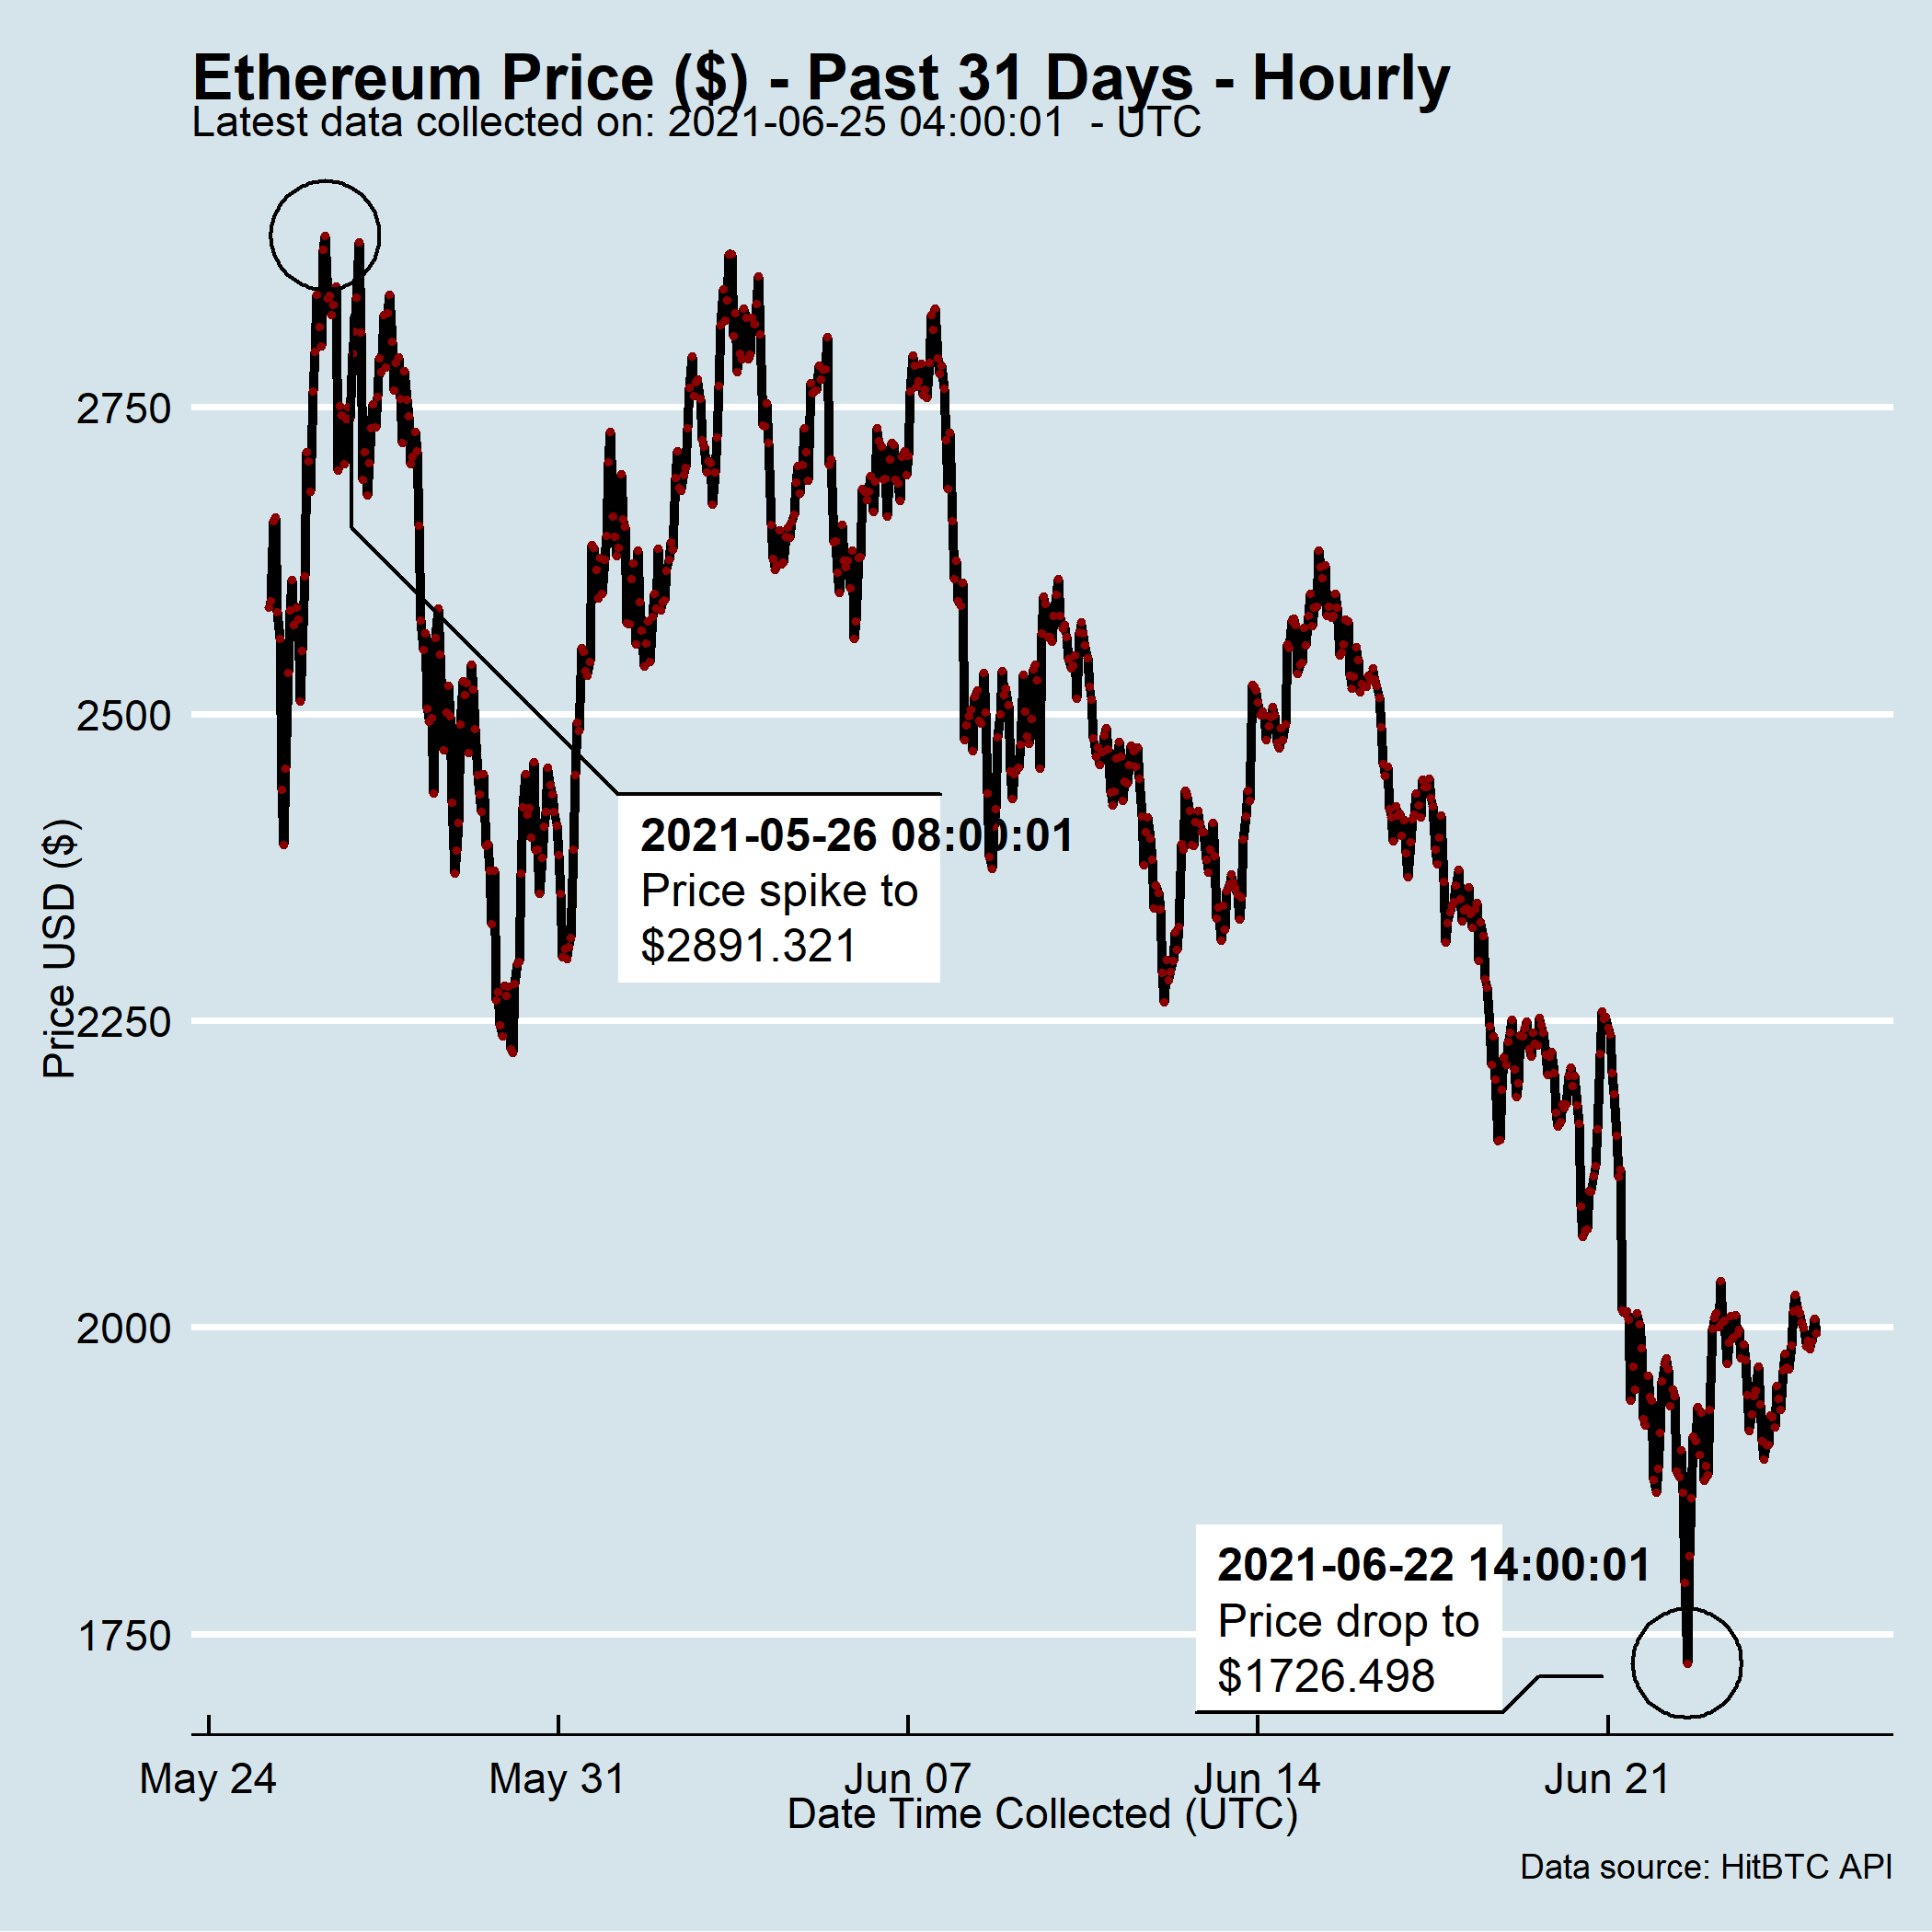 Ethereum Price ($) - Past 31 Days - Hourly
Latest data collected on: 2021-06-25 04:00:01  - UTC
Price USD ($)
2750
2500
2250
2000
1750
2021-05-26 08:00:01
Price spike to
$2891.321
2021-06-22 14:00:01
Price drop to
$1726.498
May 24 May 31 Jun 07 Jun 14 Jun 21
Date Time Collected (UTC)
Data source: HitBTC API